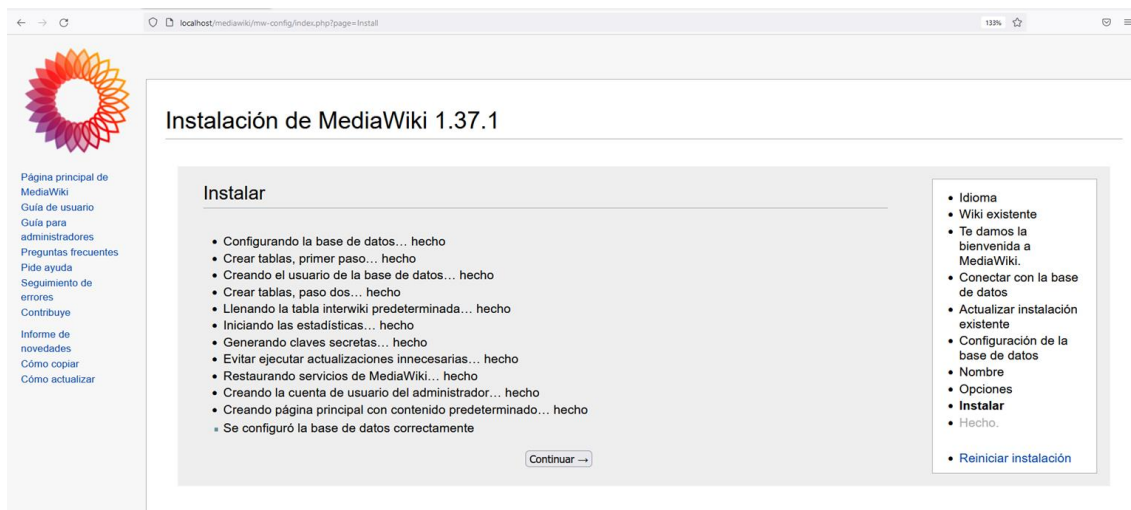 localhost/mediawiki/mw-config/index.php?page=Install
133%
Página principal de
MediaWiki
Guía de usuario
Guía para
administradores
Preguntas frecuentes
Pide ayuda
Seguimiento de
errores
Contribuye
Informe de
novedades
Cómo copiar
Cómo actualizar
Instalación de MediaWiki 1.37.1
Instalar
Configurando la base de datos… hecho
Crear tablas, primer paso… hecho
Creando el usuario de la base de datos… hecho
Crear tablas, paso dos… hecho
Llenando la tabla interwiki predeterminada… hecho
Iniciando las estadísticas… hecho
Generando claves secretas… hecho
Evitar ejecutar actualizaciones innecesarias… hecho
Restaurando servicios de MediaWiki… hecho
Creando la cuenta de usuario del administrador… hecho
Creando página principal con contenido predeterminado… hecho
Se configuró la base de datos correctamente
Continuar →
Idioma
Wiki existente
Te damos la
bienvenida a
MediaWiki.
Conectar con la base
de datos
Actualizar instalación
existente
Configuración de la
base de datos
Nombre
Opciones
Instalar
Hecho.
Reiniciar instalación